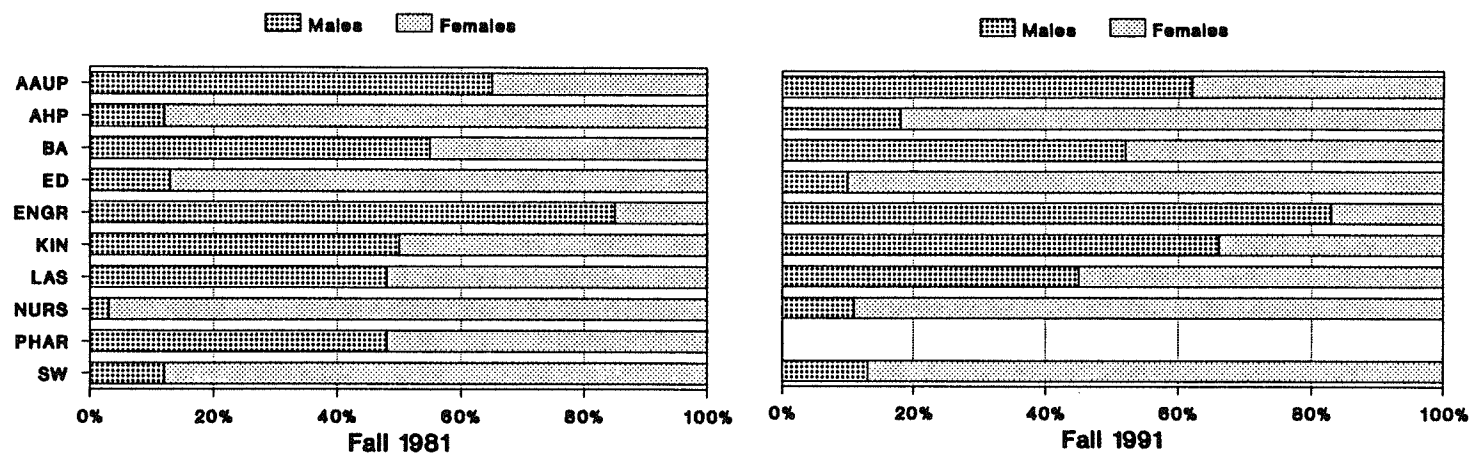 Males Females
AAUP
AHP
BA
ED
ENGR
KIN
LAS
NURS
PHAR
SW
0% 20% 40% 60% 80% 100%
Fall 1981
Males Females
0% 20% 40% 60% 80% 100%
Fall 1991